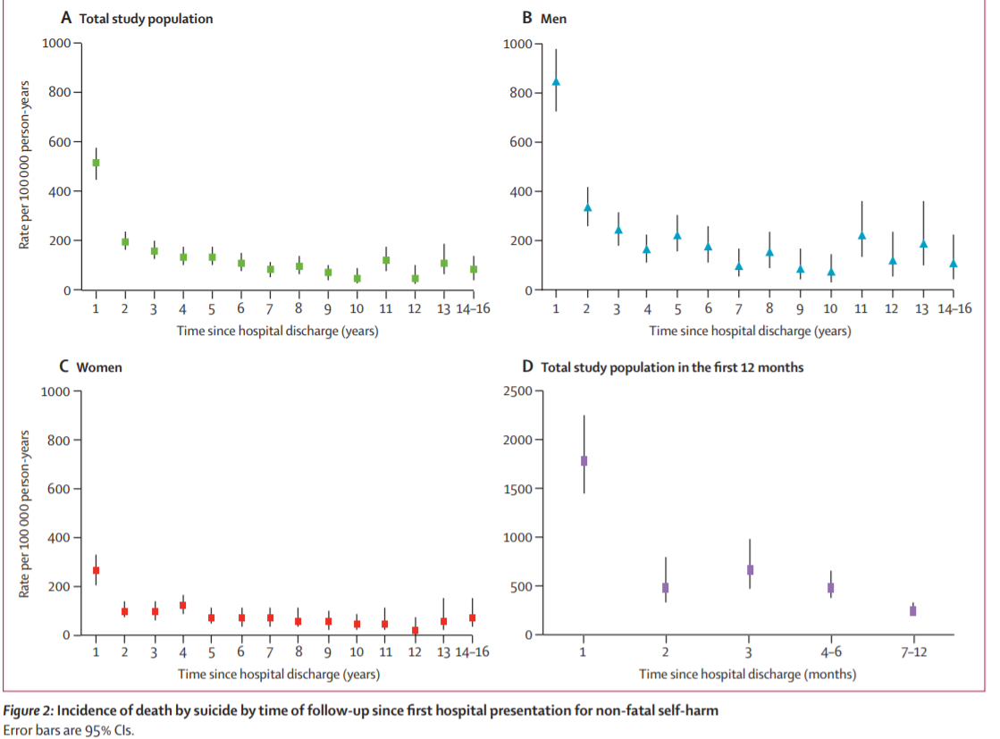 A Total study population
1000
800
600
400
200
0
Rate per 100 000 person-years
1 2 3 4 5 6 7 8 9 10 11 12 13 14–16
Time since hospital discharge (years)
B Men
1000
800
600
400
200
0
1 2 3 4 5 6 7 8 9 10 11 12 13 14–16
Time since hospital discharge (years)
C Women
1000
800
600
400
200
0
Rate per 100 000 person-years
1 2 3 4 5 6 7 8 9 10 11 12 13 14–16
Time since hospital discharge (years)
D Total study population in the first 12 months
2500
2000
1500
1000
500
0
1 2 3 4–6 7–12
Time since hospital discharge (months)
Figure 2: Incidence of death by suicide by time of follow-up since first hospital presentation for non-fatal self-harm
Error bars are 95% CIs.